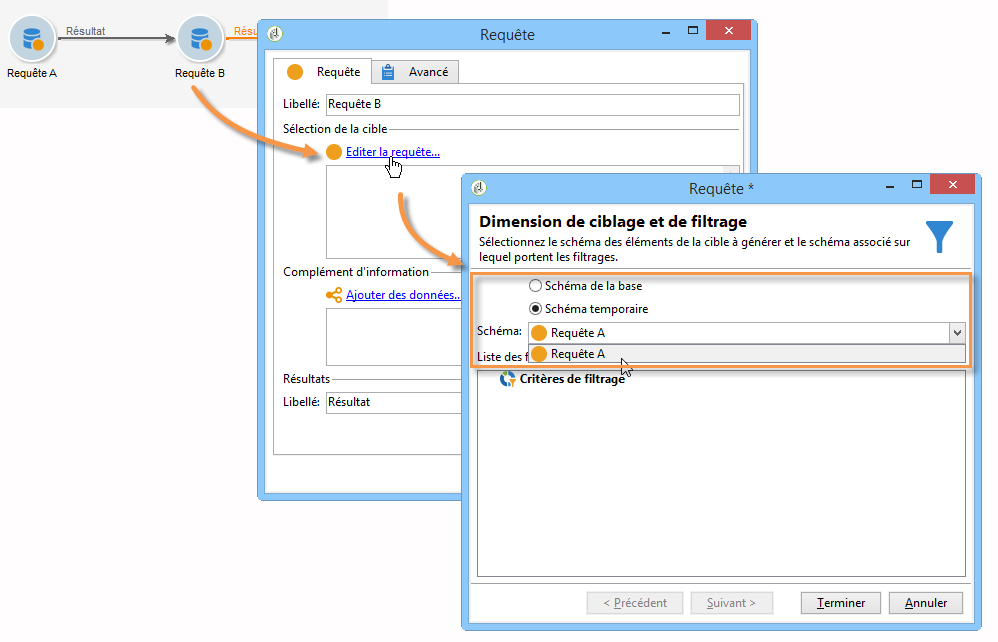 Résultat
Résu
Requête A
Requête B
Requête
Requête
Avancé
Libellé:
Requête B
Sélection de la cible
Editer la requête...
Complément d'information
Ajouter des données..
Résultats
Libellé:
Résultat
Requête *
Dimension de ciblage et de filtrage
Sélectionnez le schéma des éléments de la cible à générer et le schéma associé sur
lequel portent les filtrages.
Schéma de la base
Schéma temporaire
Schéma:
Requête A
Liste des f
Requête A
Critères de filtrage
< Précédent
Suivant >
Terminer
Annuler